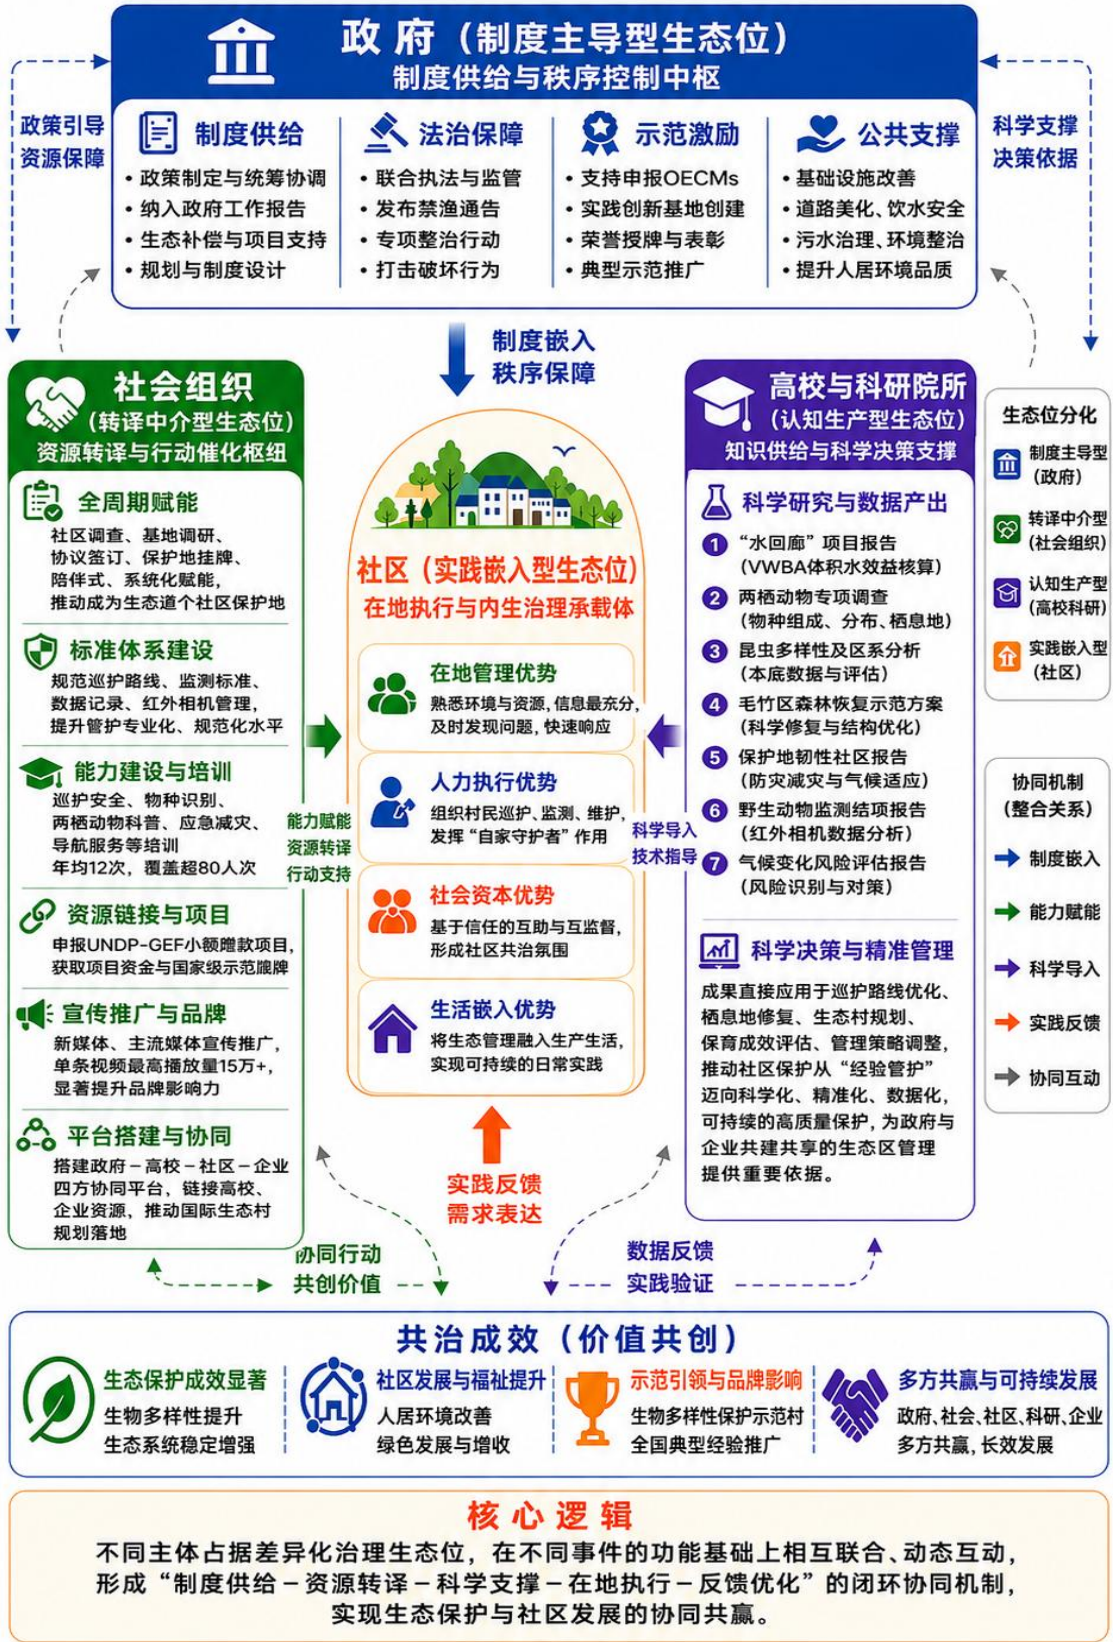 政府（制度主导型生态位）
制度供给与秩序控制中枢
政策引导
资源保障
科学支撑
决策依据
制度供给
• 政策制定与统筹协调
• 纳入政府工作报告
• 生态补偿与项目支持
• 规划与制度设计
法治保障
• 联合执法与监管
• 发布禁渔通告
• 专项整治行动
• 打击破坏行为
示范激励
• 支持申报OECMs
• 实践创新基地创建
• 荣誉授牌与表彰
• 典型示范推广
公共支撑
• 基础设施改善
• 道路美化、饮水安全
• 污水治理、环境整治
• 提升人居环境品质
制度嵌入
秩序保障
社会组织
（转译中介型生态位）
资源转译与行动催化枢纽
全周期赋能
社区调查、基地调研、
协议签订、保护地挂牌、
陪伴式、系统化赋能，
推动成为生态道个社区保护地
标准体系建设
规范巡护路线、监测标准、
数据记录、红外相机管理，
提升管护专业化、规范化水平
能力建设与培训
巡护安全、物种识别、
两栖动物科普、应急减灾、
导航服务等培训
年均12次，覆盖超80人次
资源链接与项目
申报UNDP-GEF小额赠款项目，
获取项目资金与国家级示范牌
宣传推广与品牌
新媒体、主流媒体宣传推广，
单条视频最高播放量15万+，
显著提升品牌影响力
平台搭建与协同
搭建政府－高校－社区－企业
四方协同平台，链接高校、
企业资源，推动国际生态村
规划落地
能力赋能
资源转译
行动支持
社区（实践嵌入型生态位）
在地执行与内生治理承载体
在地管理优势
熟悉环境与资源，信息最充分，
及时发现问题，快速响应
人力执行优势
组织村民巡护、监测、维护，
发挥“自家守护者”作用
社会资本优势
基于信任的互助与互监督，
形成社区共治氛围
生活嵌入优势
将生态管理融入生产生活，
实现可持续的日常实践
实践反馈
需求表达
科学导入
技术指导
高校与科研院所
（认知生产型生态位）
知识供给与科学决策支撑
科学研究与数据产出
1 “水回廊”项目报告
（VWBA体积水效益核算）
2 两栖动物专项调查
（物种组成、分布、栖息地）
3 昆虫多样性及区系分析
（本底数据与评估）
4 毛竹区森林恢复示范方案
（科学修复与结构优化）
5 保护地韧性社区报告
（防灾减灾与气候适应）
6 野生动物监测结项报告
（红外相机数据分析）
7 气候变化风险评估报告
（风险识别与对策）
科学决策与精准管理
成果直接应用于巡护路线优化、
栖息地修复、生态村规划、
保育成效评估、管理策略调整，
推动社区保护从“经验管护”
迈向科学化、精准化、数据化，
可持续的高质量保护，为政府与
企业共建共享的生态区管理
提供重要依据。
生态位分化
制度主导型
（政府）
转译中介型
（社会组织）
认知生产型
（高校科研）
实践嵌入型
（社区）
协同机制
（整合关系）
制度嵌入
能力赋能
科学导入
实践反馈
协同互动
协同行动
共创价值
数据反馈
实践验证
共治成效（价值共创）
生态保护成效显著
生物多样性提升
生态系统稳定增强
社区发展与福祉提升
人居环境改善
绿色发展与增收
示范引领与品牌影响
生物多样性保护示范村
全国典型经验推广
多方共赢与可持续发展
政府、社会、社区、科研、企业
多方共赢，长效发展
核心逻辑
不同主体占据差异化治理生态位，在不同事件的功能基础上相互联合、动态互动，
形成“制度供给－资源转译－科学支撑－在地执行－反馈优化”的闭环协同机制，
实现生态保护与社区发展的协同共赢。